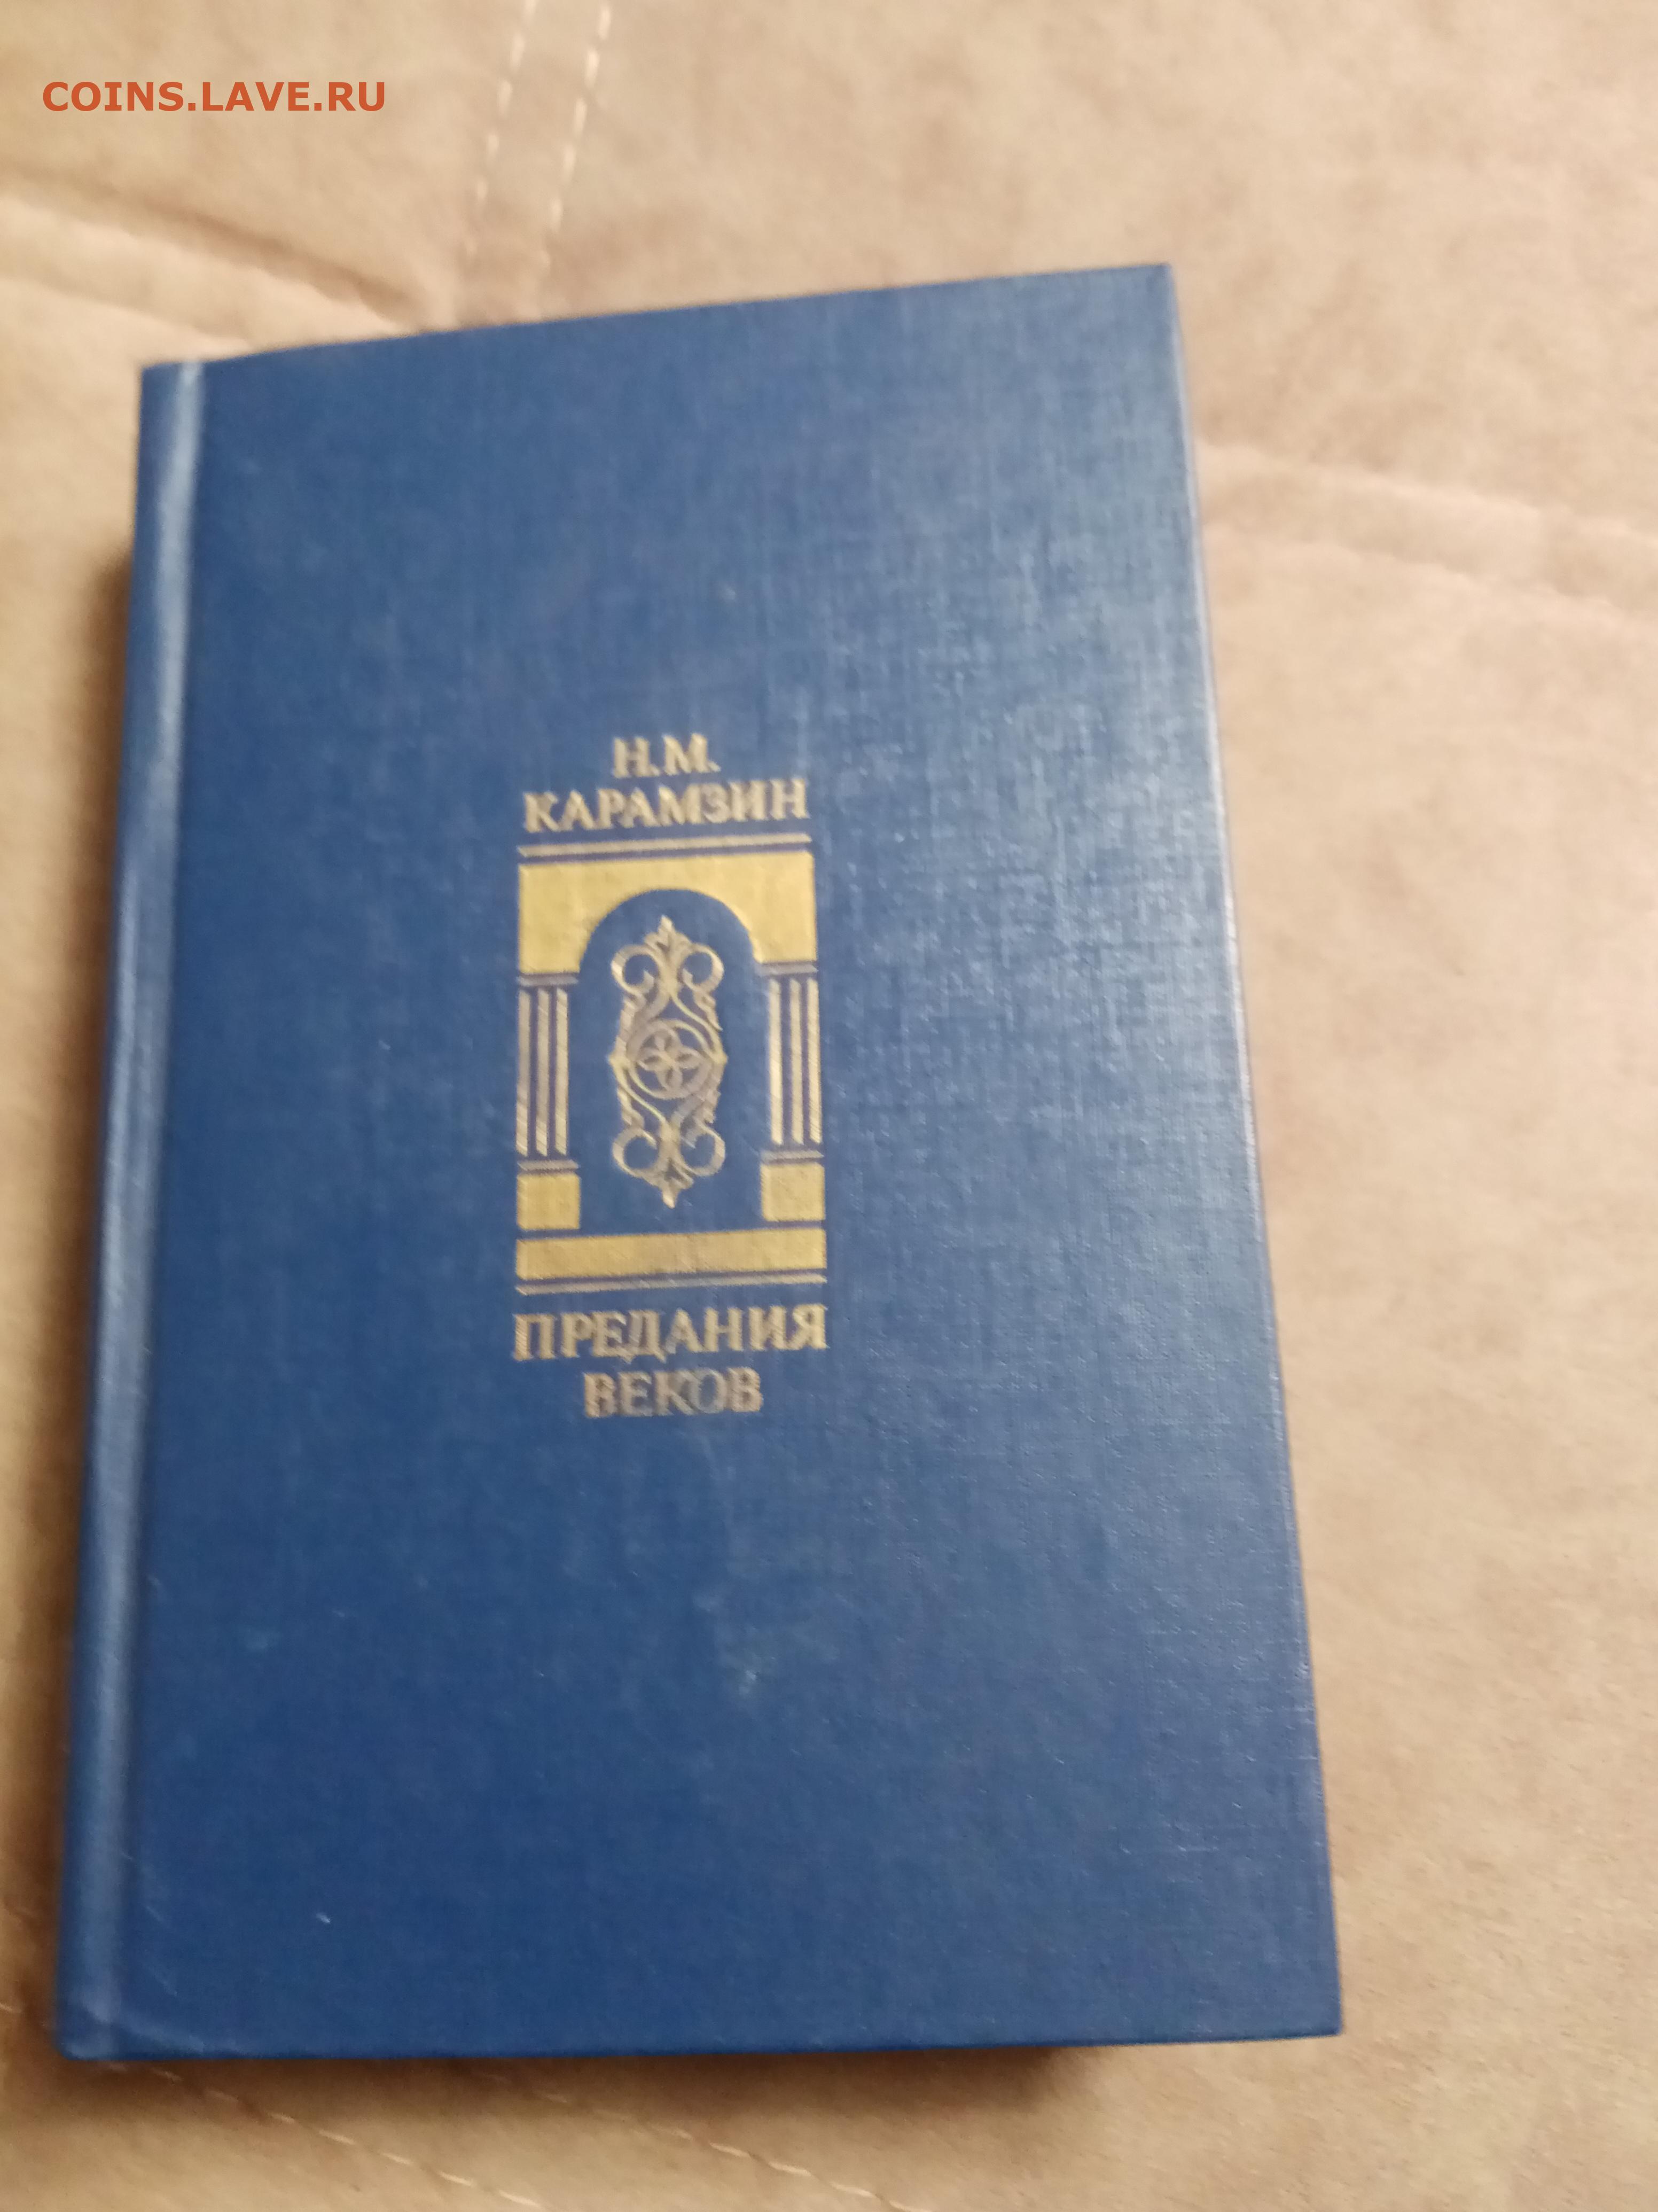 COINS.LAVE.RU
Н.М.
КАРАМЗИН
ПРЕДАНИЯ
ВЕКОВ